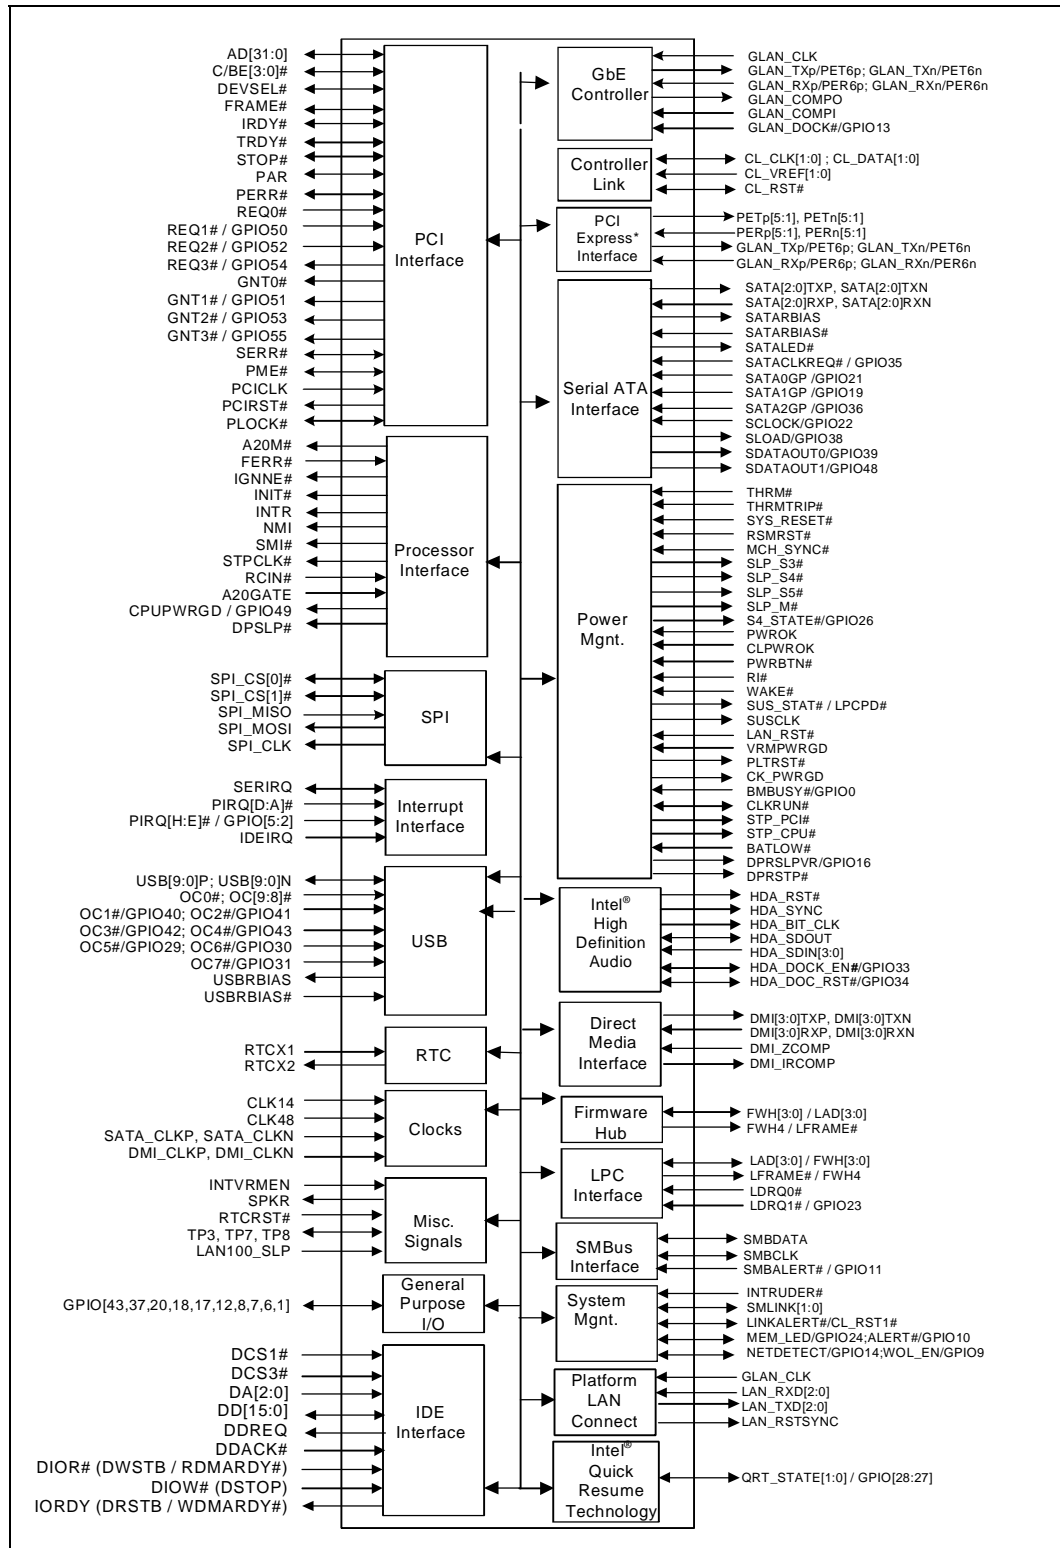 AD[31:0]
C/BE[3:0]#
DEVSEL#
FRAME#
IRDY#
TRDY#
STOP#
PAR
PERR#
REQ0#
REQ1# / GPIO50
REQ2# / GPIO52
REQ3# / GPIO54
GNT0#
GNT1# / GPIO51
GNT2# / GPIO53
GNT3# / GPIO55
SERR#
PME#
PCICLK
PCIRST#
PLOCK#
PCI
Interface
A20M#
FERR#
IGNNE#
INIT#
INTR
NMI
SMI#
STPCLK#
RCIN#
A20GATE
CPUPWRGD / GPIO49
DPSLP#
Processor
Interface
SPI_CS[0]#
SPI_CS[1]#
SPI_MISO
SPI_MOSI
SPI_CLK
SPI
SERIRQ
PIRQ[D:A]#
PIRQ[H:E]# / GPIO[5:2]
IDEIRQ
Interrupt
Interface
USB[9:0]P; USB[9:0]N
OC0#; OC[9:8]#
OC1#/GPIO40; OC2#/GPIO41
OC3#/GPIO42; OC4#/GPIO43
OC5#/GPIO29; OC6#/GPIO30
OC7#/GPIO31
USBRBIAS
USBRBIAS#
USB
RTCX1
RTCX2
RTC
CLK14
CLK48
SATA_CLKP, SATA_CLKN
DMI_CLKP, DMI_CLKN
Clocks
INTVRMEN
SPKR
RTCRST#
TP3, TP7, TP8
LAN100_SLP
Misc.
Signals
GPIO[43,37,20,18,17,12,8,7,6,1]
General
Purpose
I/O
DCS1#
DCS3#
DA[2:0]
DD[15:0]
DDREQ
DDACK#
DIOR# (DWSTB / RDMARDY#)
DIOW# (DSTOP)
IORDY (DRSTB / WDMARDY#)
IDE
Interface
GbE
Controller
GLAN_CLK
GLAN_TXp/PET6p; GLAN_TXn/PET6n
GLAN_RXp/PER6p; GLAN_RXn/PER6n
GLAN_COMPO
GLAN_COMPI
GLAN_DOCK#/GPIO13
Controller
Link
CL_CLK[1:0] ; CL_DATA[1:0]
CL_VREF[1:0]
CL_RST#
PCI
Express*
Interface
PETp[5:1], PETn[5:1]
PERp[5:1], PERn[5:1]
GLAN_TXp/PET6p; GLAN_TXn/PET6n
GLAN_RXp/PER6p; GLAN_RXn/PER6n
Serial ATA
Interface
SATA[2:0]TXP, SATA[2:0]TXN
SATA[2:0]RXP, SATA[2:0]RXN
SATARBIAS
SATARBIAS#
SATALED#
SATACLKREQ# / GPIO35
SATA0GP /GPIO21
SATA1GP /GPIO19
SATA2GP /GPIO36
SCLOCK/GPIO22
SLOAD/GPIO38
SDATAOUT0/GPIO39
SDATAOUT1/GPIO48
Power
Mgnt.
THRM#
THRMTRIP#
SYS_RESET#
RSMRST#
MCH_SYNC#
SLP_S3#
SLP_S4#
SLP_S5#
SLP_M#
S4_STATE#/GPIO26
PWROK
CLPWROK
PWRBTN#
RI#
WAKE#
SUS_STAT# / LPCPD#
SUSCLK
LAN_RST#
VRMPWRGD
PLTRST#
CK_PWRGD
BMBUSY#/GPIO0
CLKRUN#
STP_PCI#
STP_CPU#
BATLOW#
DPRSLPVR/GPIO16
DPRSTP#
Intel®
High
Definition
Audio
HDA_RST#
HDA_SYNC
HDA_BIT_CLK
HDA_SDOUT
HDA_SDIN[3:0]
HDA_DOCK_EN#/GPIO33
HDA_DOC_RST#/GPIO34
Direct
Media
Interface
DMI[3:0]TXP, DMI[3:0]TXN
DMI[3:0]RXP, DMI[3:0]RXN
DMI_ZCOMP
DMI_IRCOMP
Firmware
Hub
FWH[3:0] / LAD[3:0]
FWH4 / LFRAME#
LPC
Interface
LAD[3:0] / FWH[3:0]
LFRAME# / FWH4
LDRQ0#
LDRQ1# / GPIO23
SMBus
Interface
SMBDATA
SMBCLK
SMBALERT# / GPIO11
System
Mgnt.
INTRUDER#
SMLINK[1:0]
LINKALERT#/CL_RST1#
MEM_LED/GPIO24;ALERT#/GPIO10
NETDETECT/GPIO14;WOL_EN/GPIO9
Platform
LAN
Connect
GLAN_CLK
LAN_RXD[2:0]
LAN_TXD[2:0]
LAN_RSTSYNC
Intel®
Quick
Resume
Technology
QRT_STATE[1:0] / GPIO[28:27]